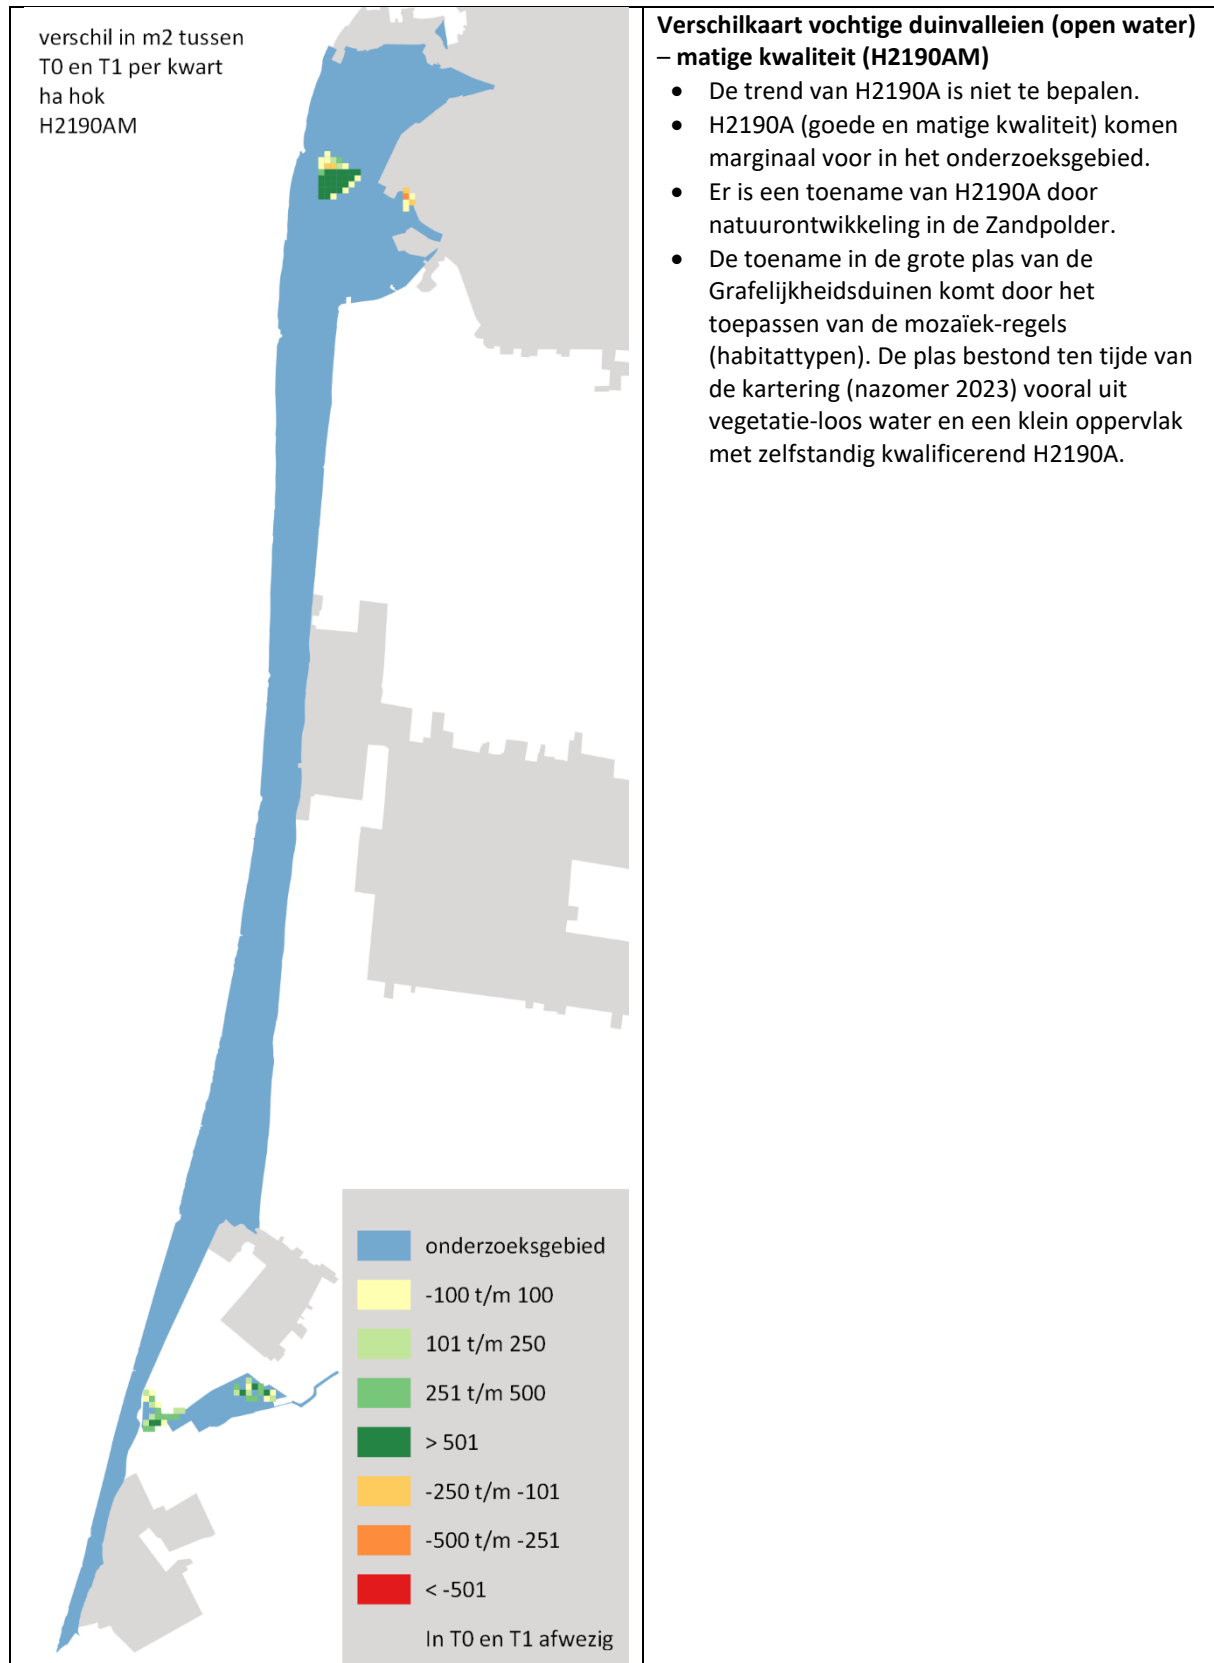 verschil in m2 tussen
T0 en T1 per kwart
ha hok
H2190AM
onderzoeksgebied
-100 t/m 100
101 t/m 250
251 t/m 500
> 501
-250 t/m -101
-500 t/m -251
< -501
In T0 en T1 afwezig
Verschilkaart vochtige duinvalleien (open water)
– matige kwaliteit (H2190AM)
• De trend van H2190A is niet te bepalen.
• H2190A (goede en matige kwaliteit) komen
marginaal voor in het onderzoeksgebied.
• Er is een toename van H2190A door
natuurontwikkeling in de Zandpolder.
• De toename in de grote plas van de
Grafelijkheidsduinen komt door het
toepassen van de mozaïek-regels
(habitattypen). De plas bestond ten tijde van
de kartering (nazomer 2023) vooral uit
vegetatie-loos water en een klein oppervlak
met zelfstandig kwalificerend H2190A.